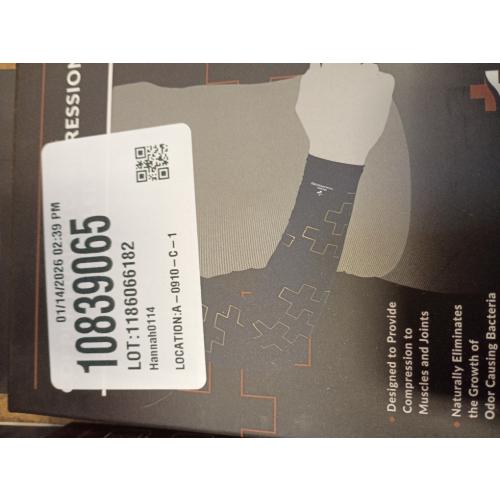 RESSION
01/14/2026 02:39 PM
10839065
LOT:1186066182
Hannah0114
LOCATION:A-0910-C-1
Designed to Provide
Compression to
Muscles and Joints
Naturally Eliminates
the Growth of
Odor Causing Bacteria